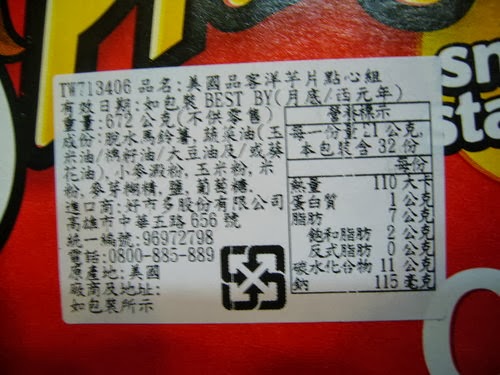 TW713406 品名:美國品客洋芋片點心組
有效日期:如包裝 BEST BY(月底/西元年)
重量:672公克(不供零售)
成份:脫水馬鈴薯,蔬菜油(玉
米油/棉籽油/大豆油及/或葵
花油),小麥澱粉,玉米粉,米
粉,麥芽糊精,鹽,葡萄糖,
進口商:好市多股份有限公司
高雄市中華五路656號
統一編號:96972798
電話:0800-885-889
原產地:美國
廠商及地址:
如包裝所示
營養標示
每一份量21公克,
本包裝含32份
每份
熱量 110 大卡
蛋白質 1 公克
脂肪 7 公克
飽和脂肪 2 公克
反式脂肪 0 公克
碳水化合物 11 公克
鈉 115 毫克
sn
sta